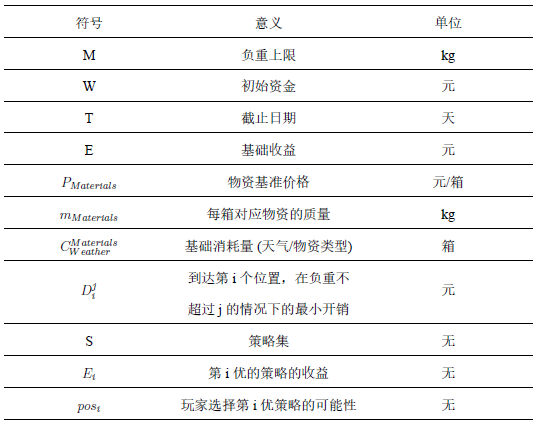 符号 意义 单位
M 负重上限 kg
W 初始资金 元
T 截止日期 天
E 基础收益 元
P_{Materials} 物资基准价格 元/箱
m_{Materials} 每箱对应物资的质量 kg
C_{Weather}^{Materials} 基础消耗量 (天气/物资类型) 箱
D_i^j 到达第 i 个位置，在负重不 元
超过 j 的情况下的最小开销
S 策略集 无
E_i 第 i 优的策略的收益 无
pos_i 玩家选择第 i 优策略的可能性 无